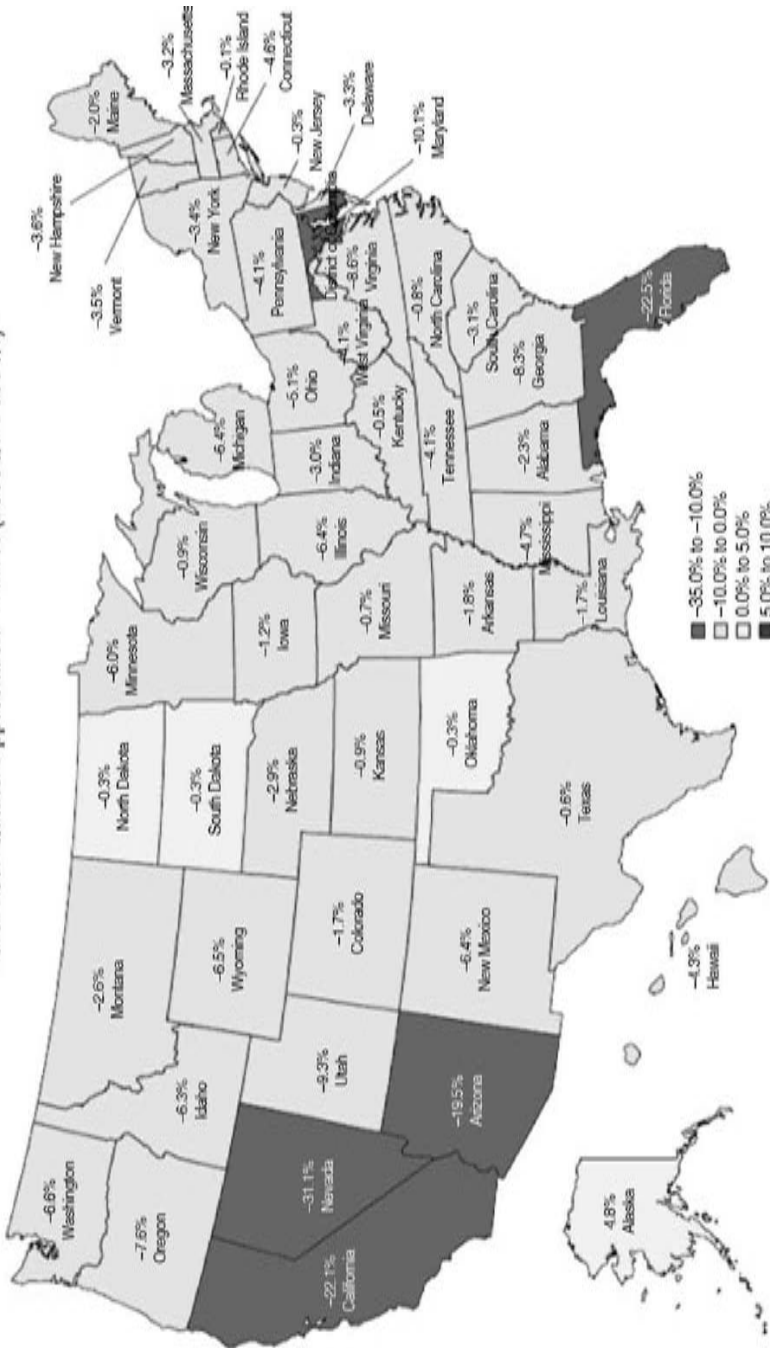 -6.6%
Washington
-7.6%
Oregon
-22.1%
California
-31.1%
Nevada
-6.3%
Idaho
-2.6%
Montana
-6.5%
Wyoming
-9.3%
Utah
-19.5%
Arizona
-1.7%
Colorado
-6.4%
New Mexico
-0.3%
North Dakota
-0.3%
South Dakota
-2.9%
Nebraska
-0.9%
Kansas
-0.3%
Oklahoma
-0.6%
Texas
-6.0%
Minnesota
-1.2%
Iowa
-0.7%
Missouri
-1.8%
Arkansas
-1.7%
Louisiana
-0.9%
Wisconsin
-6.4%
Illinois
-4.7%
Mississippi
-6.4%
Michigan
-3.0%
Indiana
-5.1%
Ohio
-0.5%
Kentucky
-4.1%
Tennessee
-2.3%
Alabama
-8.3%
Georgia
-22.5%
Florida
-3.1%
South Carolina
-0.8%
North Carolina
-8.6%
Virginia
-4.1%
West Virginia
District of
-4.1%
Pennsylvania
-3.4%
New York
-3.5%
Vermont
-3.6%
New Hampshire
-2.0%
Maine
-3.2%
Massachusetts
-0.1%
Rhode Island
-4.6%
Connecticut
-0.3%
New Jersey
-3.3%
Delaware
-10.1%
Maryland
4.8%
Alaska
-4.3%
Hawaii
-35.0% to -10.0%
-10.0% to 0.0%
0.0% to 5.0%
5.0% to 10.0%